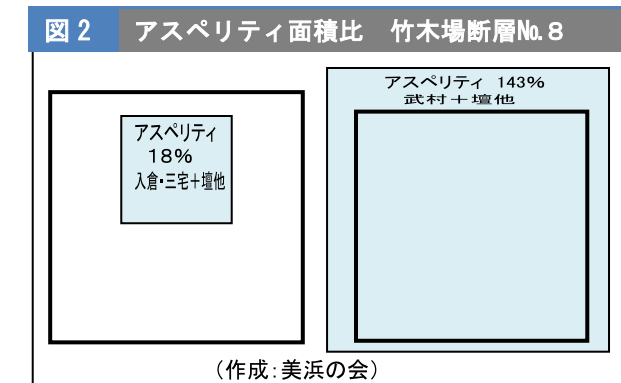 図2 アスペリティ面積比 竹木場断層№8
アスペリティ
18%
入倉・三宅＋壇他
アスペリティ 143%
武村＋壇他
（作成：美浜の会）